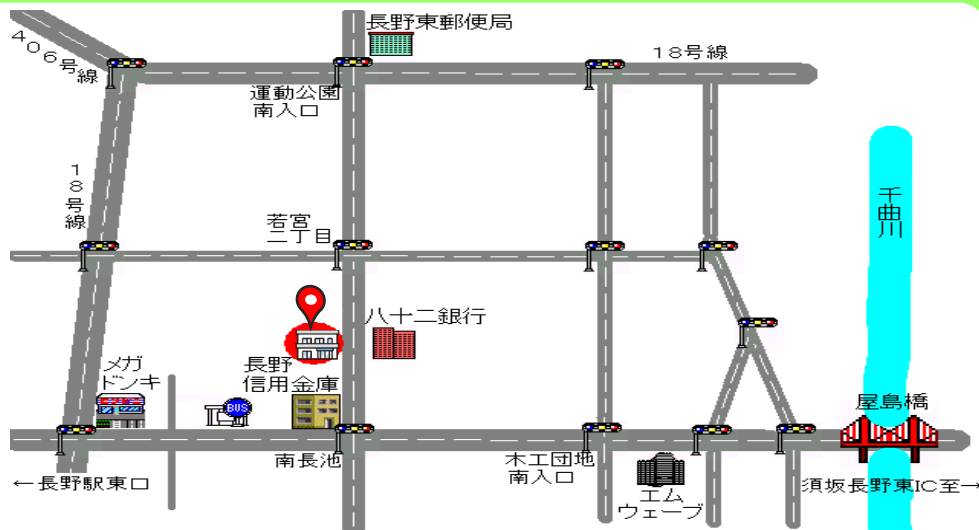 長野東郵便局
406号線
18号線
運動公園
南入口
18号線
千曲川
若宮
二丁目
八十二銀行
メガ
ドンキ
長野
信用金庫
BUS
屋島橋
南長池
木工団地
南入口
エム
ウェーブ
←長野駅東口
須坂長野東IC至→